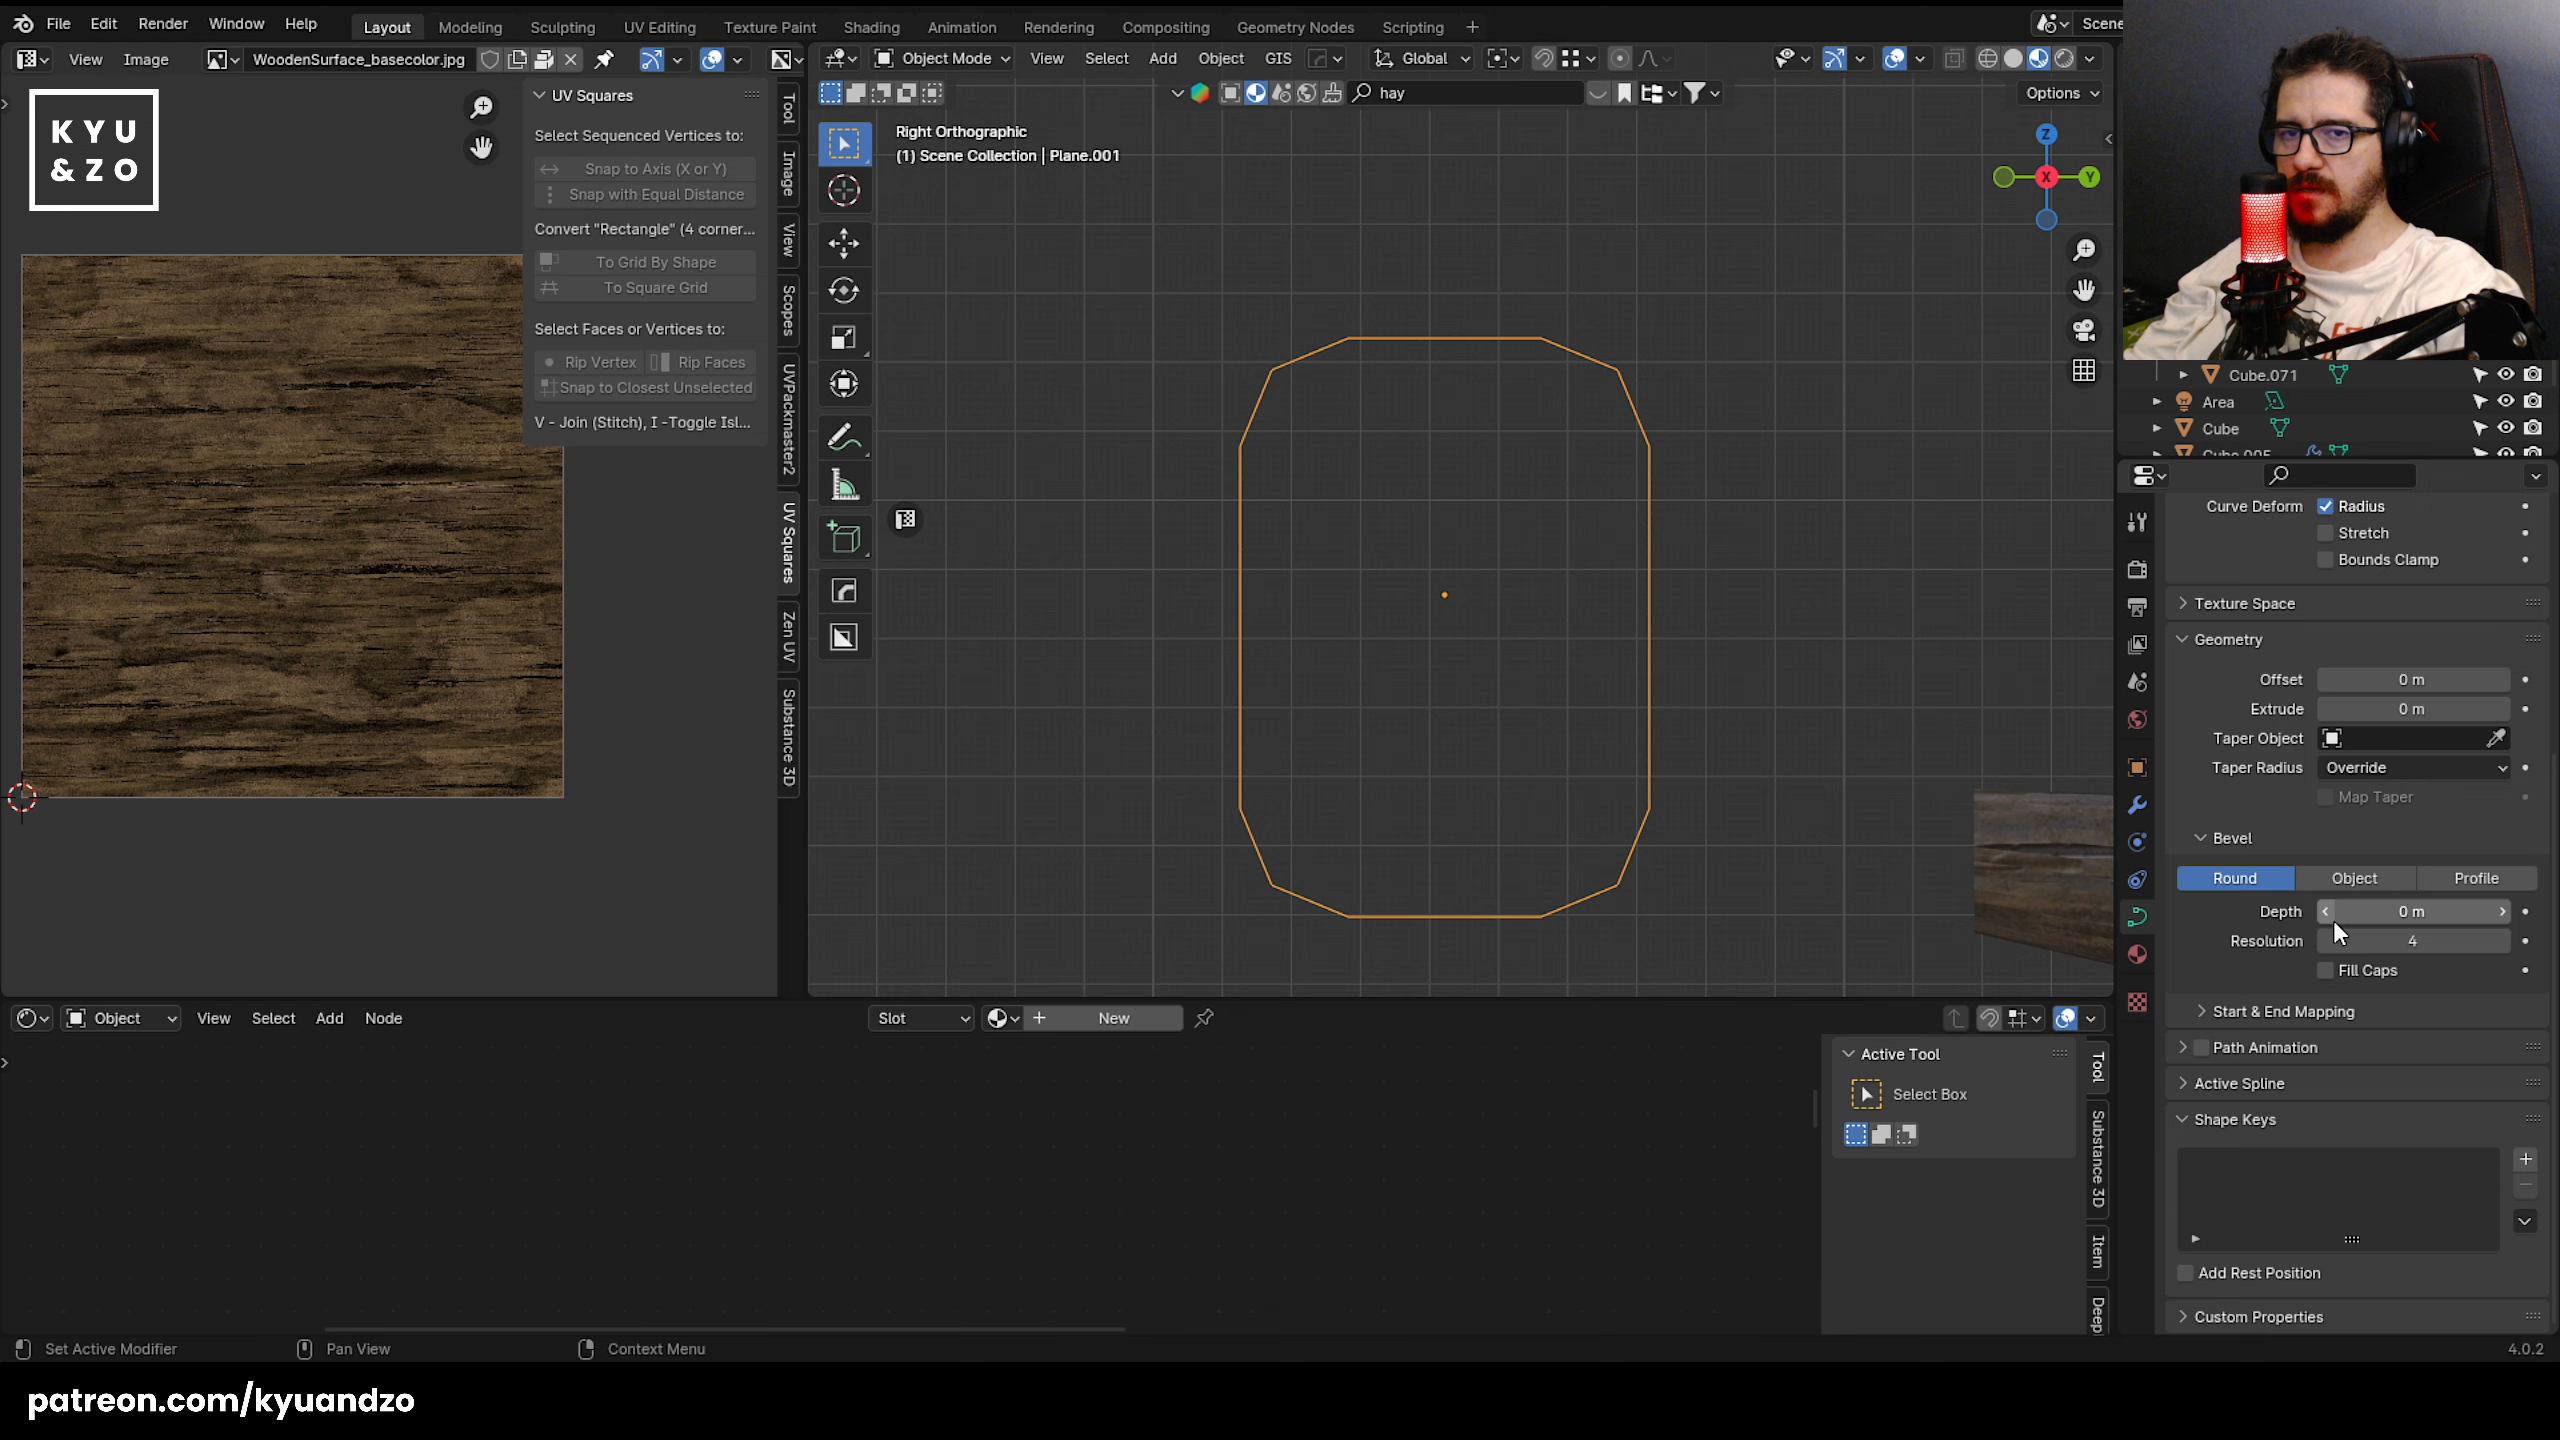 File Edit Render Window Help Layout Modeling Sculpting UV Editing Texture Paint Shading Animation Rendering Compositing Geometry Nodes Scripting + Scene
View Image WoodenSurface_basecolor.jpg Object Mode View Select Add Object GIS Global
hay Options
KYU
&ZO
UV Squares
Select Sequenced Vertices to:
Snap to Axis (X or Y)
Snap with Equal Distance
Convert "Rectangle" (4 corner...
To Grid By Shape
To Square Grid
Select Faces or Vertices to:
Rip Vertex Rip Faces
Snap to Closest Unselected
V - Join (Stitch), I -Toggle Isl...
Tool
Image
View
Scopes
UVPackmaster2
UV Squares
Zen UV
Substance 3D
Right Orthographic
(1) Scene Collection | Plane.001
Z
X
Y
Cube.071
Area
Cube
Cube.005
Curve Deform Radius
Stretch
Bounds Clamp
Texture Space
Geometry
Offset 0 m
Extrude 0 m
Taper Object
Taper Radius Override
Map Taper
Bevel
Round Object Profile
Depth 0 m
Resolution 4
Fill Caps
Start & End Mapping
Path Animation
Active Spline
Shape Keys
Add Rest Position
Custom Properties
Object View Select Add Node Slot New
Active Tool
Select Box
Tool
Substance 3D
Item
Deep
Set Active Modifier Pan View Context Menu 4.0.2
patreon.com/kyuandzo